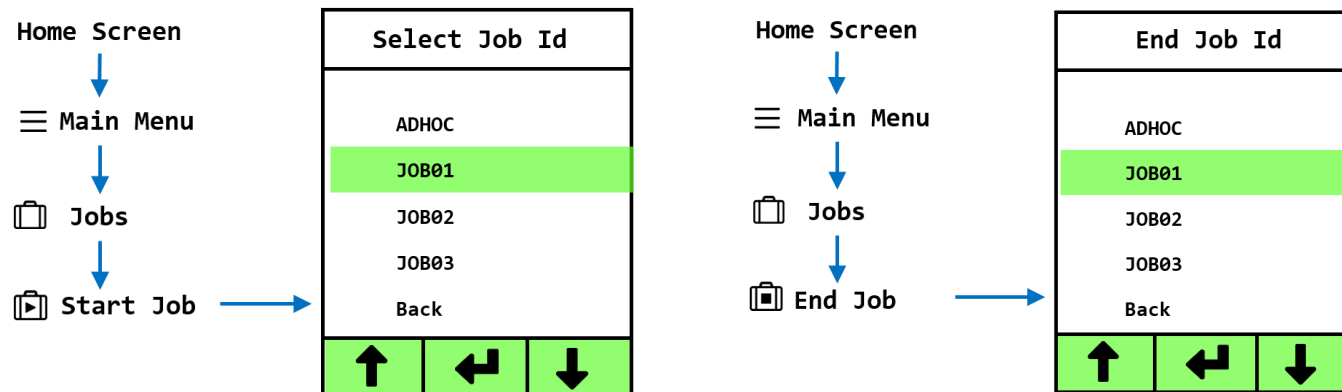 Home Screen
Main Menu
Jobs
Start Job
Select Job Id
ADHOC
JOB01
JOB02
JOB03
Back
Home Screen
Main Menu
Jobs
End Job
End Job Id
ADHOC
JOB01
JOB02
JOB03
Back